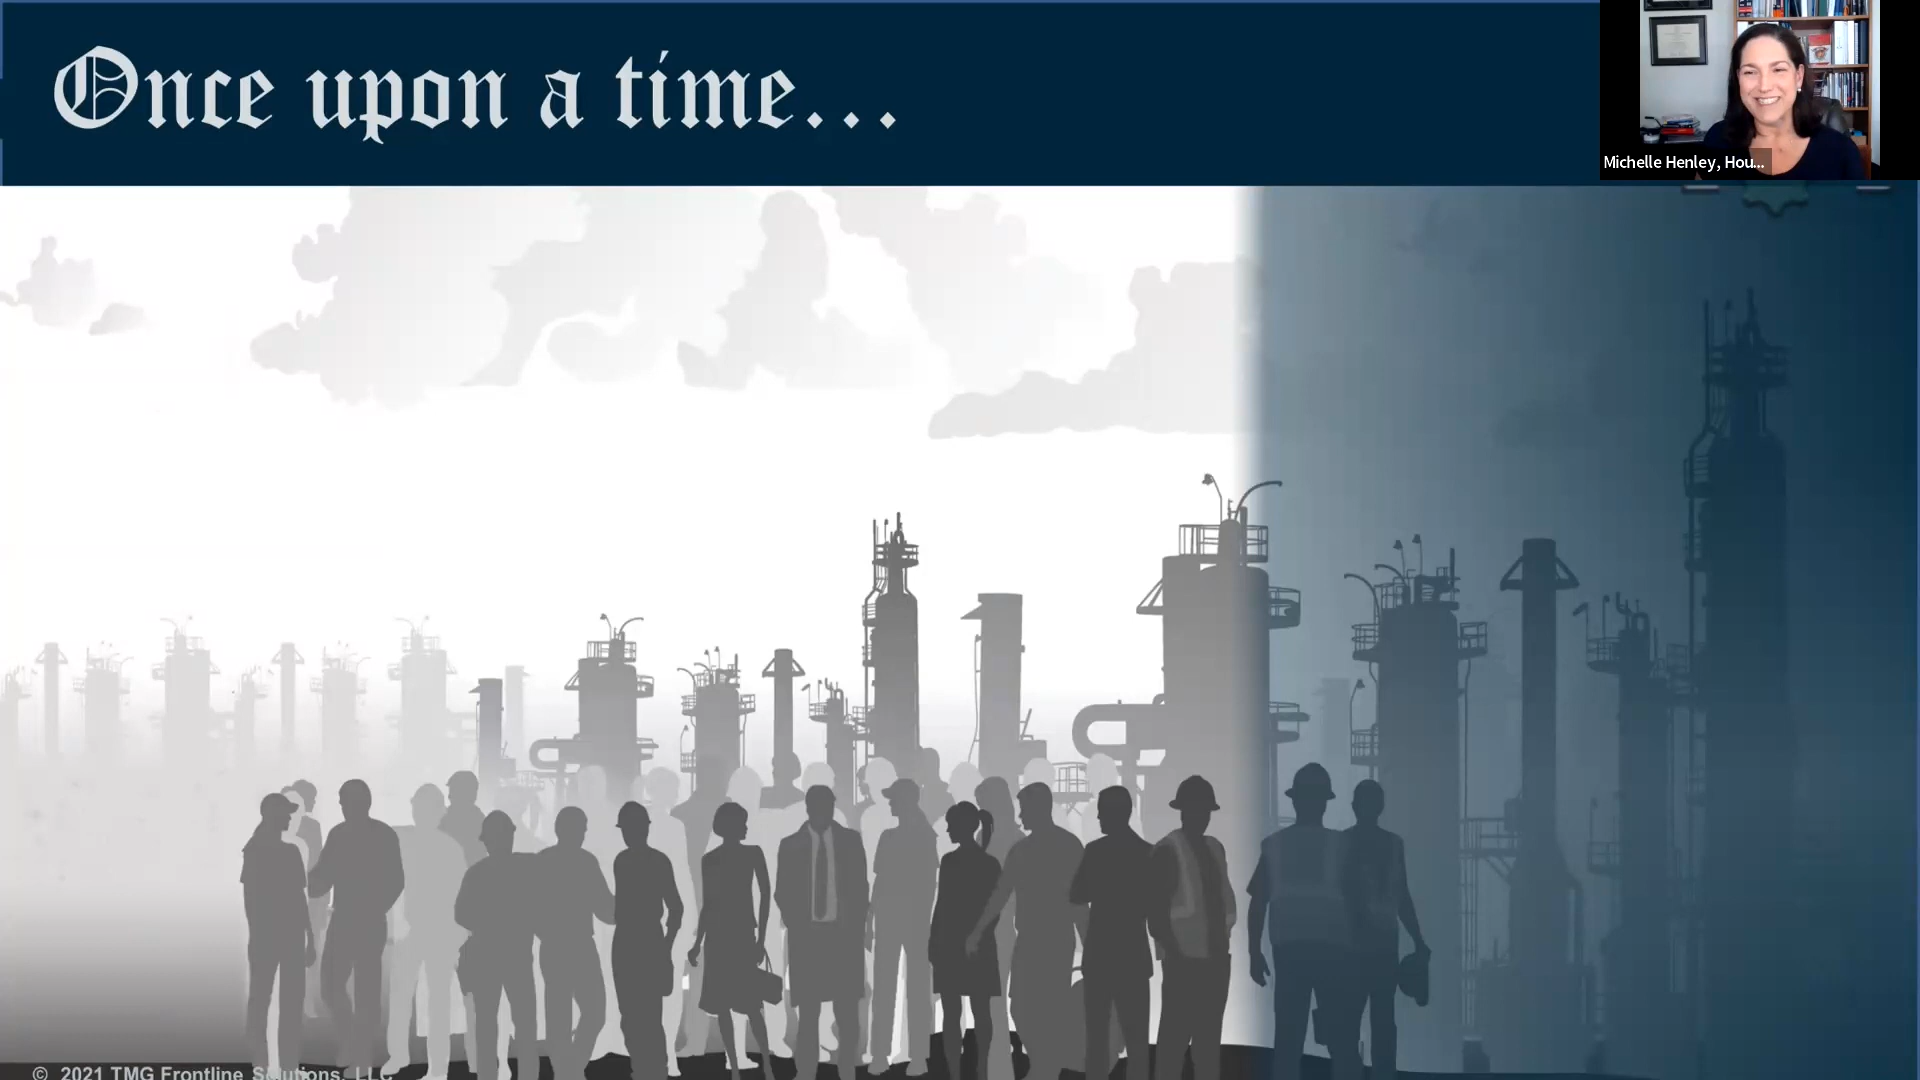 Once upon a time...
Michelle Henley, Hou...
© 2021 TMG Frontline Solutions, LLC